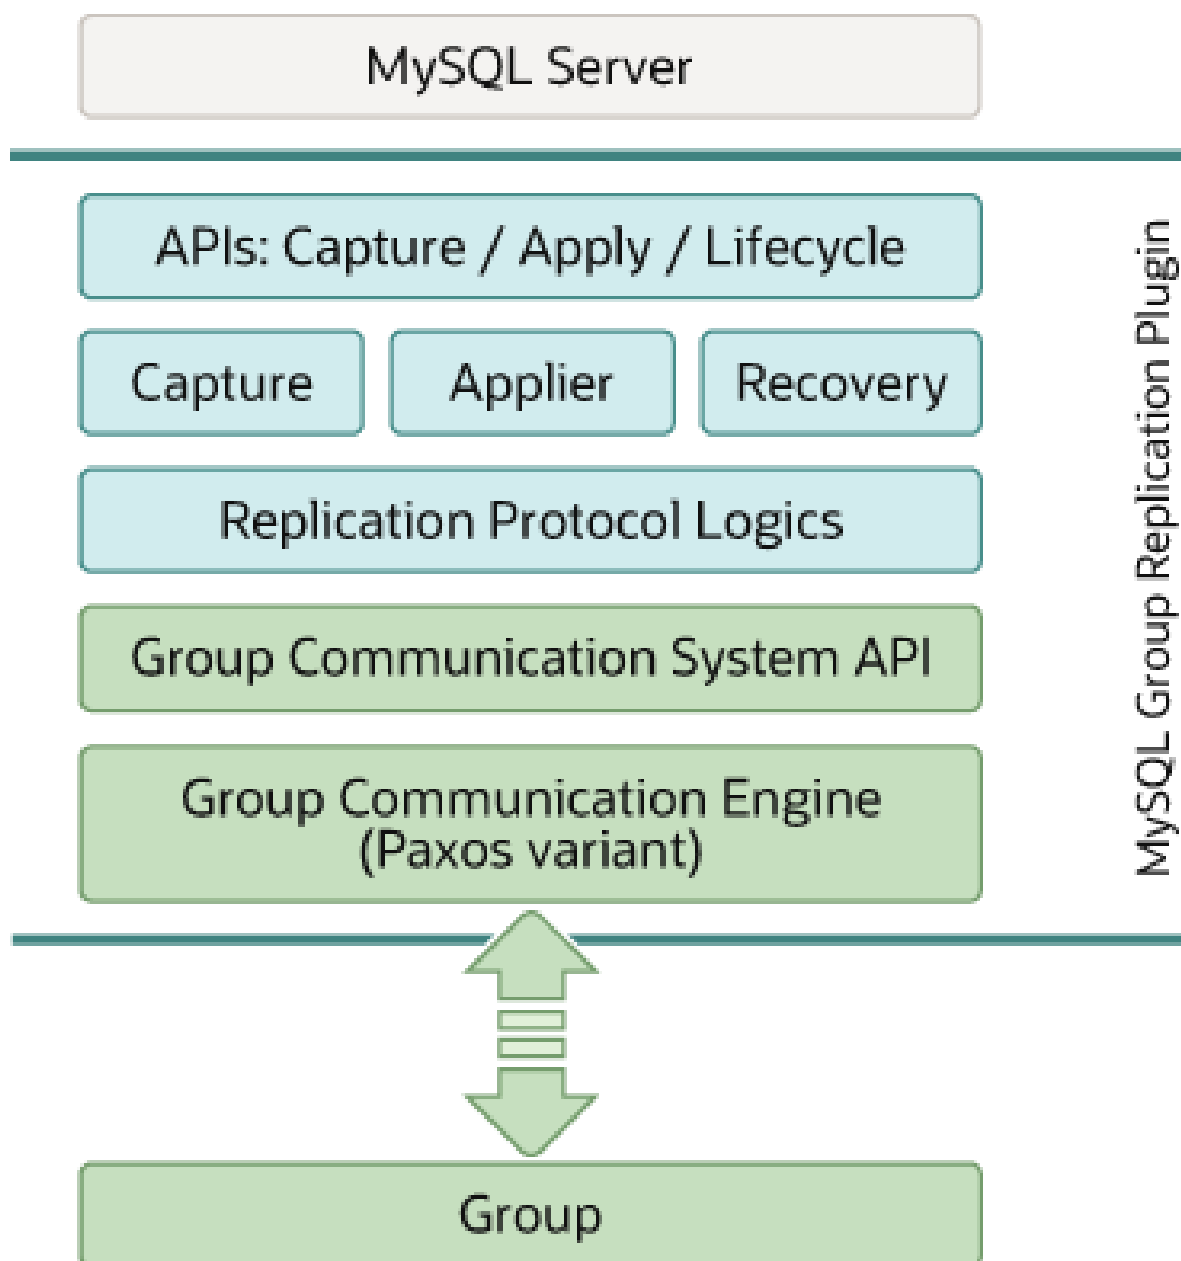 MySQL Server
APIs: Capture / Apply / Lifecycle
Capture
Applier
Recovery
Replication Protocol Logics
Group Communication System API
Group Communication Engine
(Paxos variant)
MySQL Group Replication Plugin
Group